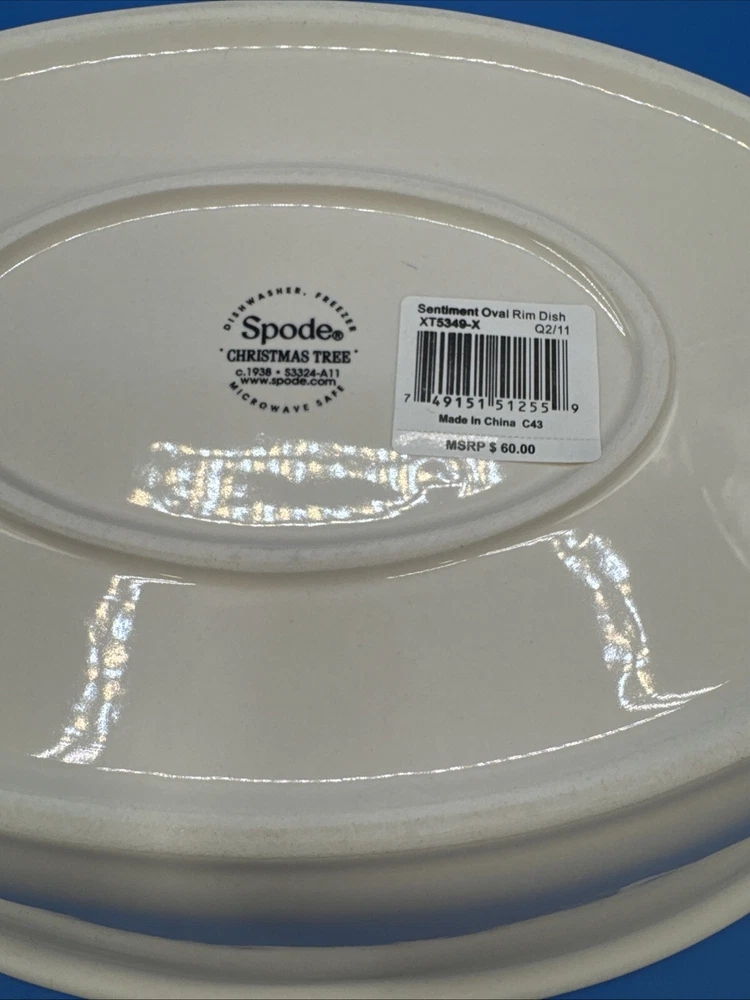 DISHWASHER, FREEZER
Spode®
CHRISTMAS TREE
c.1938 • S3324-A11
www.spode.com
MICROWAVE SAFE
Sentiment Oval Rim Dish
XT5349-X Q2/11
7 49151 51255 9
Made In China C43
MSRP $ 60.00